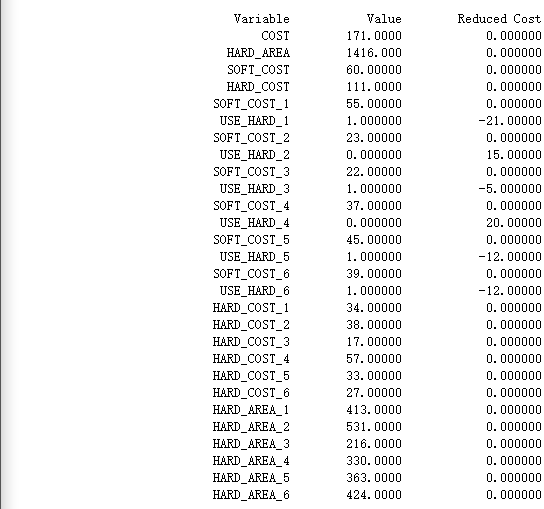 Variable Value Reduced Cost
COST 171.0000 0.000000
HARD_AREA 1416.000 0.000000
SOFT_COST 60.00000 0.000000
HARD_COST 111.0000 0.000000
SOFT_COST_1 55.00000 0.000000
USE_HARD_1 1.000000 -21.00000
SOFT_COST_2 23.00000 0.000000
USE_HARD_2 0.000000 15.00000
SOFT_COST_3 22.00000 0.000000
USE_HARD_3 1.000000 -5.000000
SOFT_COST_4 37.00000 0.000000
USE_HARD_4 0.000000 20.00000
SOFT_COST_5 45.00000 0.000000
USE_HARD_5 1.000000 -12.00000
SOFT_COST_6 39.00000 0.000000
USE_HARD_6 1.000000 -12.00000
HARD_COST_1 34.00000 0.000000
HARD_COST_2 38.00000 0.000000
HARD_COST_3 17.00000 0.000000
HARD_COST_4 57.00000 0.000000
HARD_COST_5 33.00000 0.000000
HARD_COST_6 27.00000 0.000000
HARD_AREA_1 413.0000 0.000000
HARD_AREA_2 531.0000 0.000000
HARD_AREA_3 216.0000 0.000000
HARD_AREA_4 330.0000 0.000000
HARD_AREA_5 363.0000 0.000000
HARD_AREA_6 424.0000 0.000000